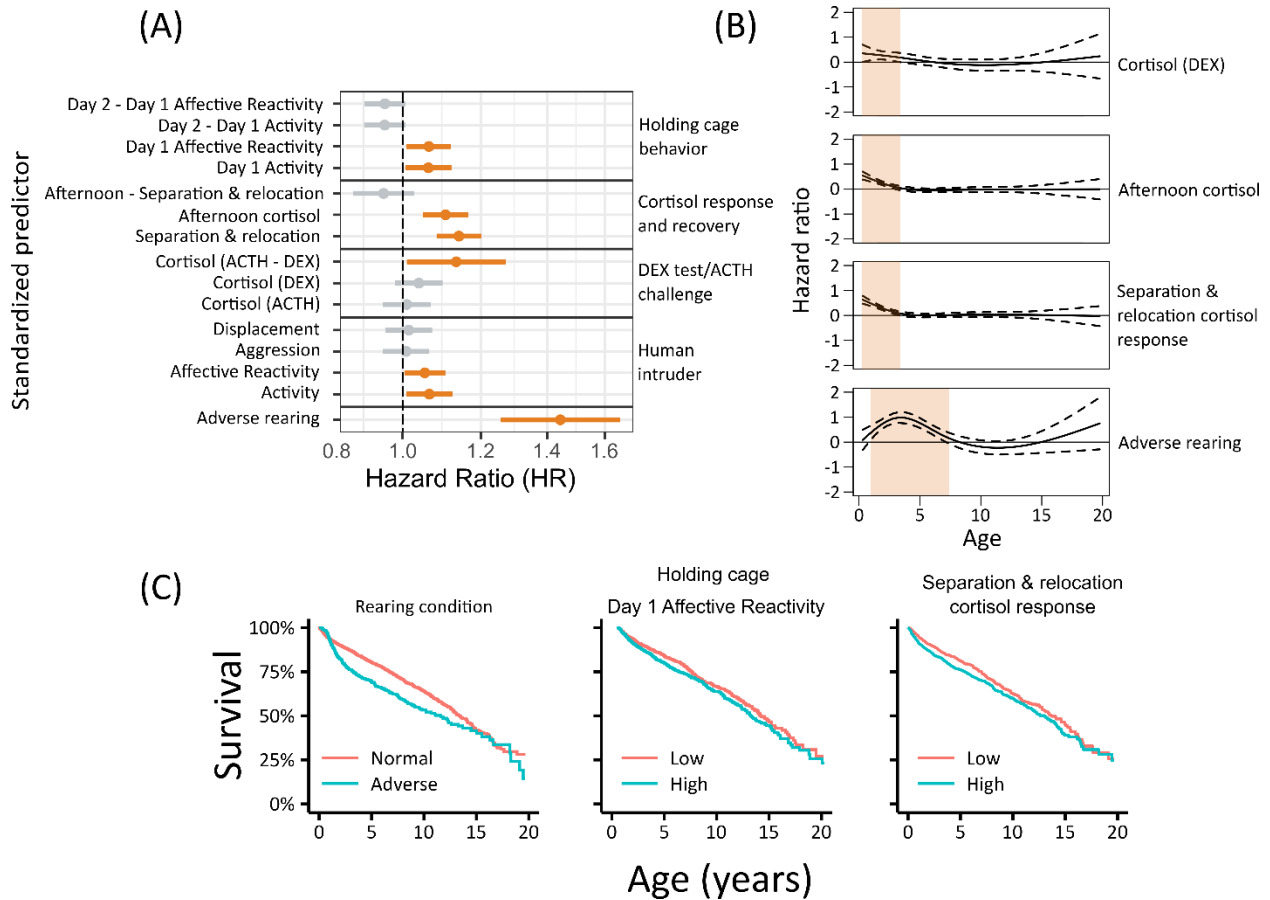 (A)
Standardized predictor
Day 2 - Day 1 Affective Reactivity
Day 2 - Day 1 Activity
Day 1 Affective Reactivity
Day 1 Activity
Afternoon - Separation & relocation
Afternoon cortisol
Separation & relocation
Cortisol (ACTH - DEX)
Cortisol (DEX)
Cortisol (ACTH)
Displacement
Aggression
Affective Reactivity
Activity
Adverse rearing
Holding cage
behavior
Cortisol response
and recovery
DEX test/ACTH
challenge
Human
intruder
0.8 1.0 1.2 1.4 1.6
Hazard Ratio (HR)
(B)
Hazard ratio
2
1
0
-1
-2
Cortisol (DEX)
2
1
0
-1
-2
Afternoon cortisol
2
1
0
-1
-2
Separation &
relocation cortisol
response
2
1
0
-1
-2
Adverse rearing
0 5 10 15 20
Age
(C)
Survival
Rearing condition
100%
75%
50%
25%
0%
Normal
Adverse
0 5 10 15 20
Holding cage
Day 1 Affective Reactivity
Low
High
0 5 10 15 20
Separation & relocation
cortisol response
Low
High
0 5 10 15 20
Age (years)